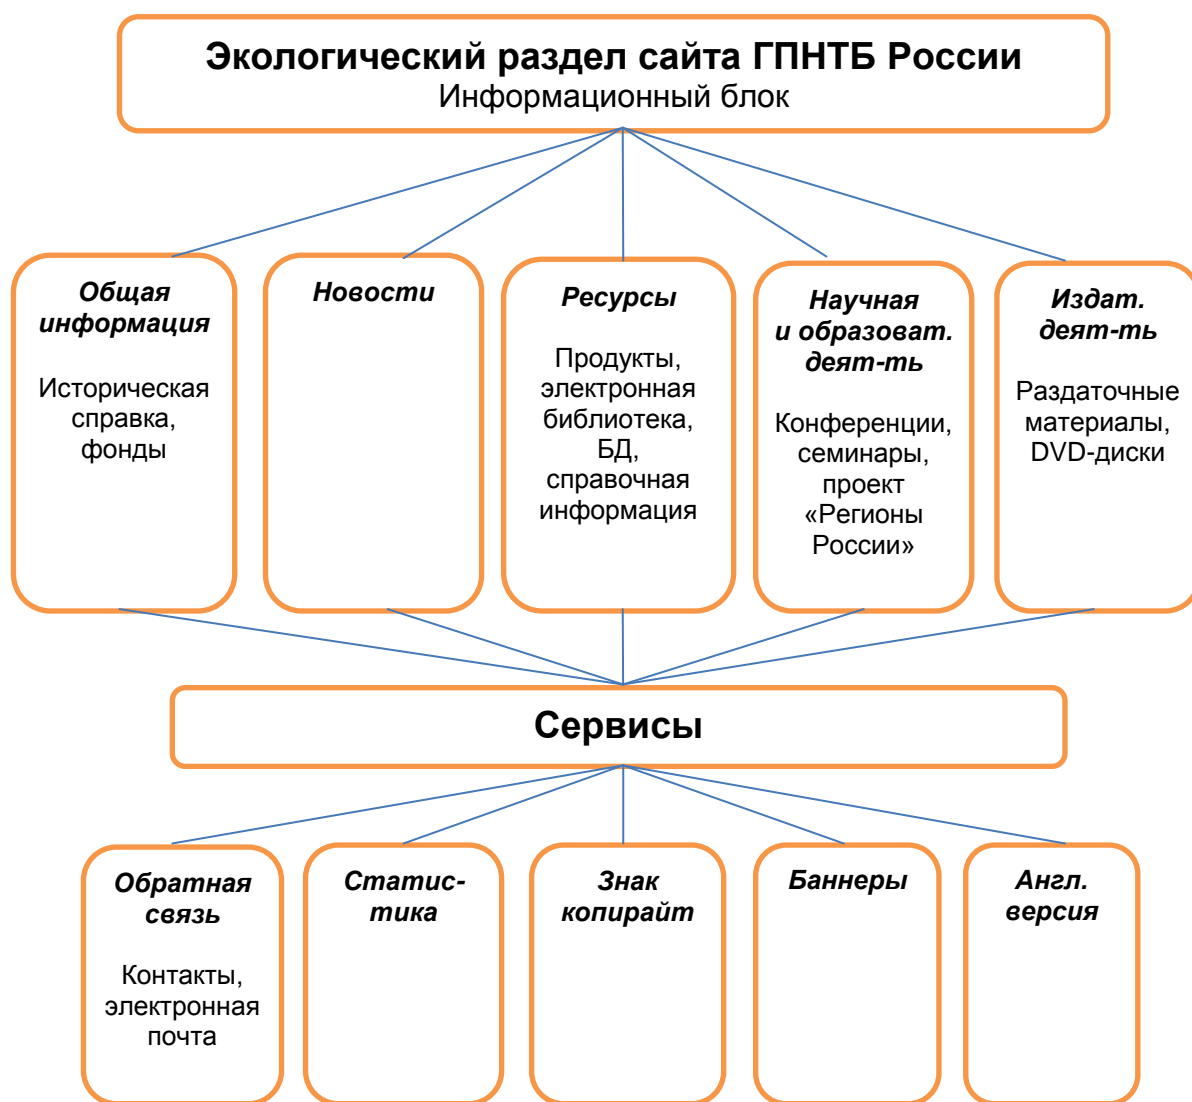 Экологический раздел сайта ГПНТБ России
Информационный блок
Общая
информация
Историческая
справка,
фонды
Новости
Ресурсы
Продукты,
электронная
библиотека,
БД,
справочная
информация
Научная
и образоват.
деят-ть
Конференции,
семинары,
проект
«Регионы
России»
Издат.
деят-ть
Раздаточные
материалы,
DVD-диски
Сервисы
Обратная
связь
Контакты,
электронная
почта
Статис-
тика
Знак
копирайт
Баннеры
Англ.
версия